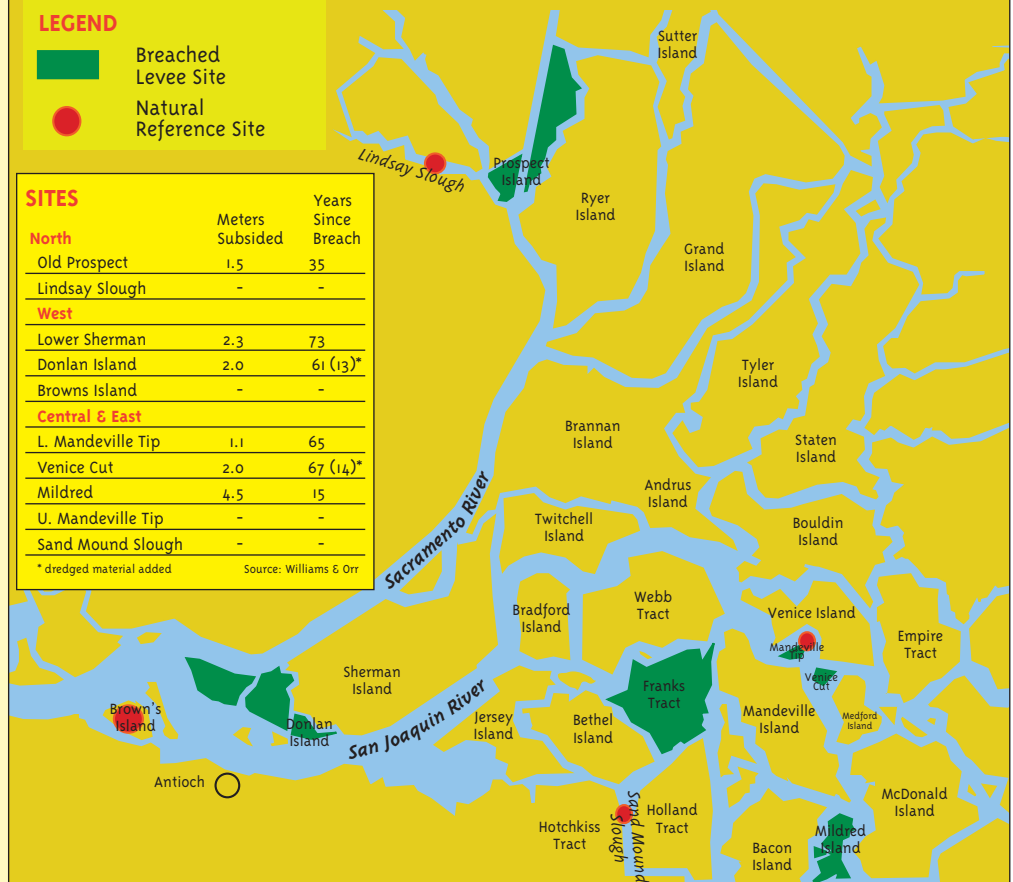 LEGEND
Breached
Levee Site
Natural
Reference Site
SITES
Meters
Subsided
Years
Since
Breach
North
Old Prospect 1.5 35
Lindsay Slough - -
West
Lower Sherman 2.3 73
Donlan Island 2.0 61 (13)*
Browns Island - -
Central & East
L. Mandeville Tip 1.1 65
Venice Cut 2.0 67 (14)*
Mildred 4.5 15
U. Mandeville Tip - -
Sand Mound Slough - -
* dredged material added Source: Williams & Orr
Sutter
Island
Lindsay Slough
Prospect
Island
Ryer
Island
Grand
Island
Tyler
Island
Brannan
Island
Staten
Island
Andrus
Island
Sacramento River
Twitchell
Island
Bouldin
Island
Bradford
Island
Webb
Tract
Venice Island
Empire
Tract
Mandeville
Tip
Venice
Cut
Sherman
Island
Franks
Tract
Brown's
Island
Donlan
Island
San Joaquin River
Jersey
Island
Bethel
Island
Mandeville
Island
Medford
Island
Antioch
McDonald
Island
Hotchkiss
Tract
Sand Mound
Slough
Holland
Tract
Bacon
Island
Mildred
Island